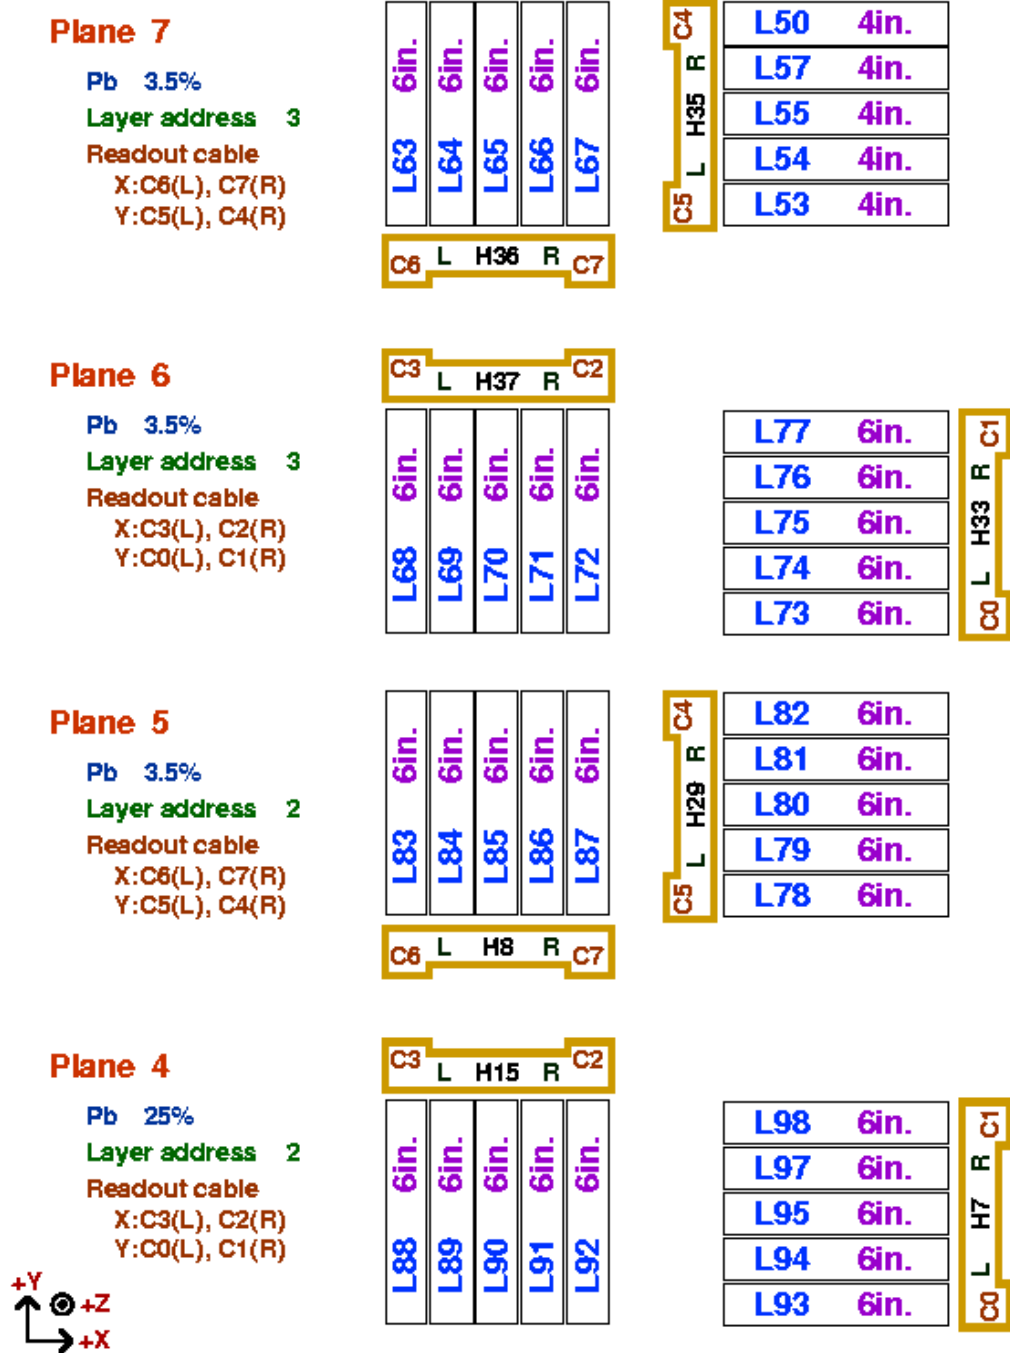 Plane 7
Pb 3.5%
Layer address 3
Readout cable
X:C6(L), C7(R)
Y:C5(L), C4(R)
L63 6in.
L64 6in.
L65 6in.
L66 6in.
L67 6in.
C6 L H36 R C7
C5 L H35 R C4
L50 4in.
L57 4in.
L55 4in.
L54 4in.
L53 4in.
Plane 6
Pb 3.5%
Layer address 3
Readout cable
X:C3(L), C2(R)
Y:C0(L), C1(R)
C3 L H37 R C2
L68 6in.
L69 6in.
L70 6in.
L71 6in.
L72 6in.
L77 6in.
L76 6in.
L75 6in.
L74 6in.
L73 6in.
C0 L H33 R C1
Plane 5
Pb 3.5%
Layer address 2
Readout cable
X:C6(L), C7(R)
Y:C5(L), C4(R)
L83 6in.
L84 6in.
L85 6in.
L86 6in.
L87 6in.
C6 L H8 R C7
C5 L H29 R C4
L82 6in.
L81 6in.
L80 6in.
L79 6in.
L78 6in.
Plane 4
Pb 25%
Layer address 2
Readout cable
X:C3(L), C2(R)
Y:C0(L), C1(R)
C3 L H15 R C2
L88 6in.
L89 6in.
L90 6in.
L91 6in.
L92 6in.
L98 6in.
L97 6in.
L95 6in.
L94 6in.
L93 6in.
C0 L H7 R C1
+Y
+Z
+X